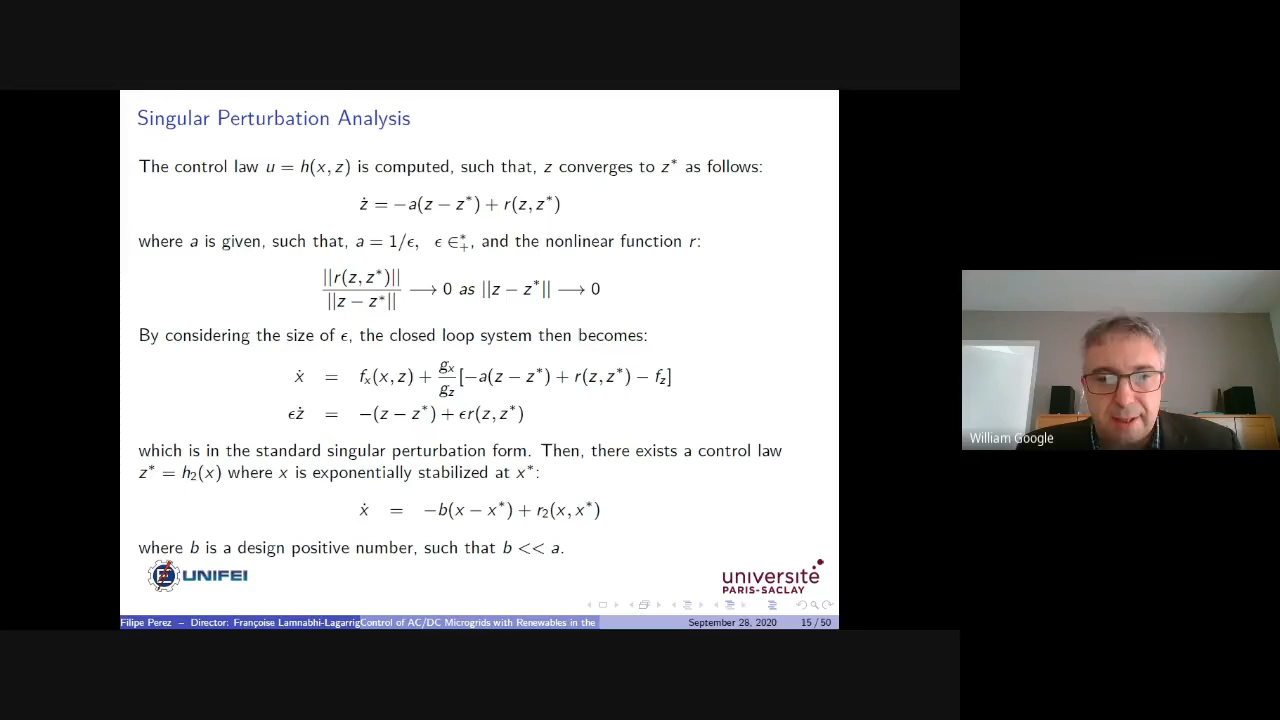 Singular Perturbation Analysis
The control law u = h(x, z) is computed, such that, z converges to z* as follows:
ż = −a(z − z*) + r(z, z*)
where a is given, such that, a = 1/ϵ, ϵ ∈*₊, and the nonlinear function r:
||r(z, z*)|| / ||z − z*|| ⟶ 0 as ||z − z*|| ⟶ 0
By considering the size of ϵ, the closed loop system then becomes:
ẋ = fₓ(x, z) + gₓ/g_z [−a(z − z*) + r(z, z*) − f_z]
ϵż = −(z − z*) + ϵr(z, z*)
which is in the standard singular perturbation form. Then, there exists a control law
z* = h₂(x) where x is exponentially stabilized at x*:
ẋ = −b(x − x*) + r₂(x, x*)
where b is a design positive number, such that b << a.
UNIFEI
université
PARIS-SACLAY
Filipe Perez – Director: Françoise Lamnabhi-Lagarrig
Control of AC/DC Microgrids with Renewables in the
September 28, 2020
15 / 50
William Google